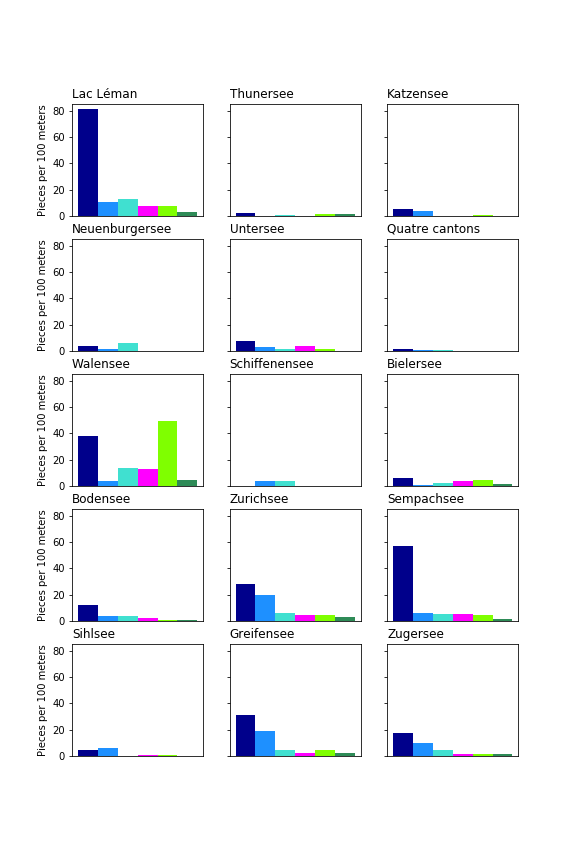 Lac Léman
Thunersee
Katzensee
Pieces per 100 meters
80
60
40
20
0
Neuenburgersee
Untersee
Quatre cantons
Pieces per 100 meters
80
60
40
20
0
Walensee
Schiffenensee
Bielersee
Pieces per 100 meters
80
60
40
20
0
Bodensee
Zurichsee
Sempachsee
Pieces per 100 meters
80
60
40
20
0
Sihlsee
Greifensee
Zugersee
Pieces per 100 meters
80
60
40
20
0